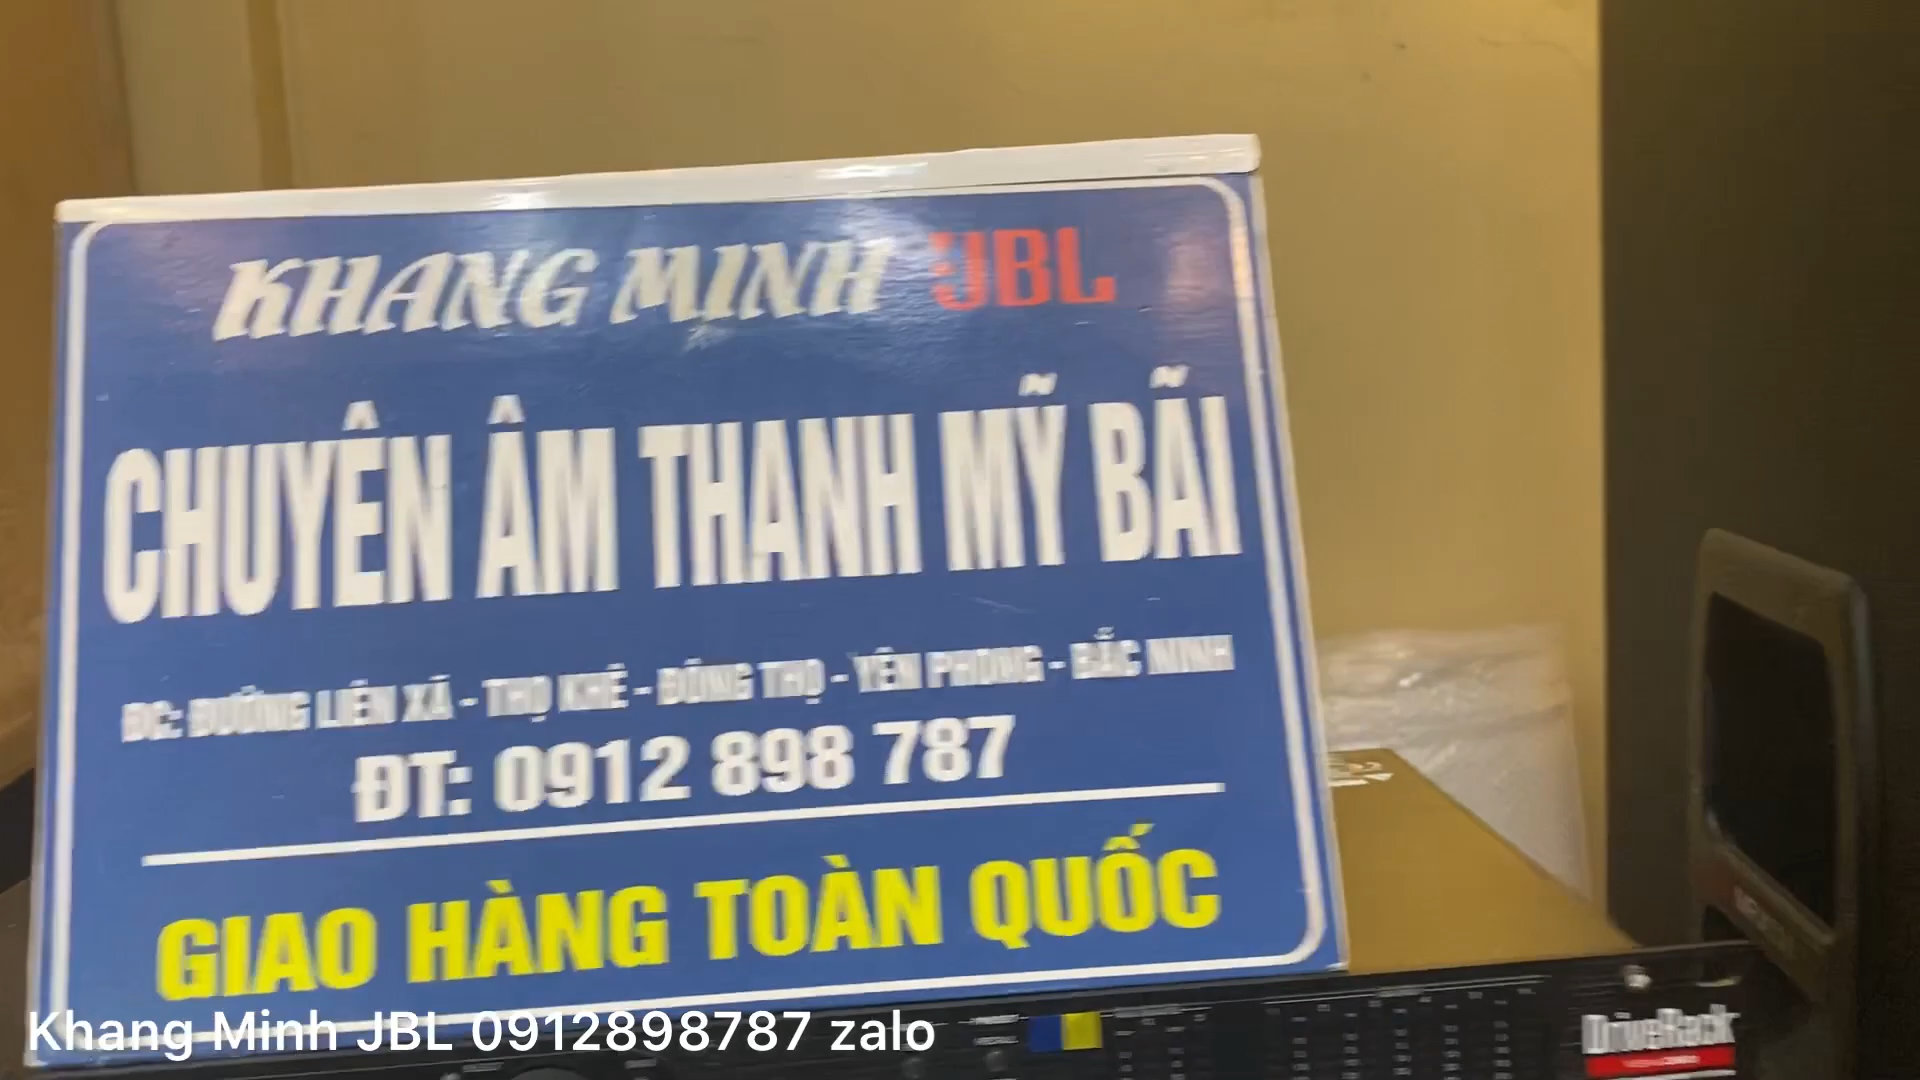 KHANG MINH JBL
CHUYÊN ÂM THANH MỸ BÃI
ĐC: ĐƯỜNG LIÊN XÃ - THỌ KHÊ - ĐÔNG THỌ - YÊN PHONG - BẮC NINH
ĐT: 0912 898 787
GIAO HÀNG TOÀN QUỐC
Khang Minh JBL 0912898787 zalo
DriveRack